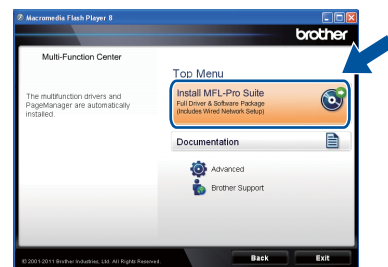 Macromedia Flash Player 8
brother
Multi-Function Center
The multifunction drivers and
PageManager are automatically
installed.
Top Menu
Install MFL-Pro Suite
Full Driver & Software Package
(Includes Wired Network Setup)
Documentation
Advanced
Brother Support
© 2001-2011 Brother Industries, Ltd. All Rights Reserved.
Back
Exit